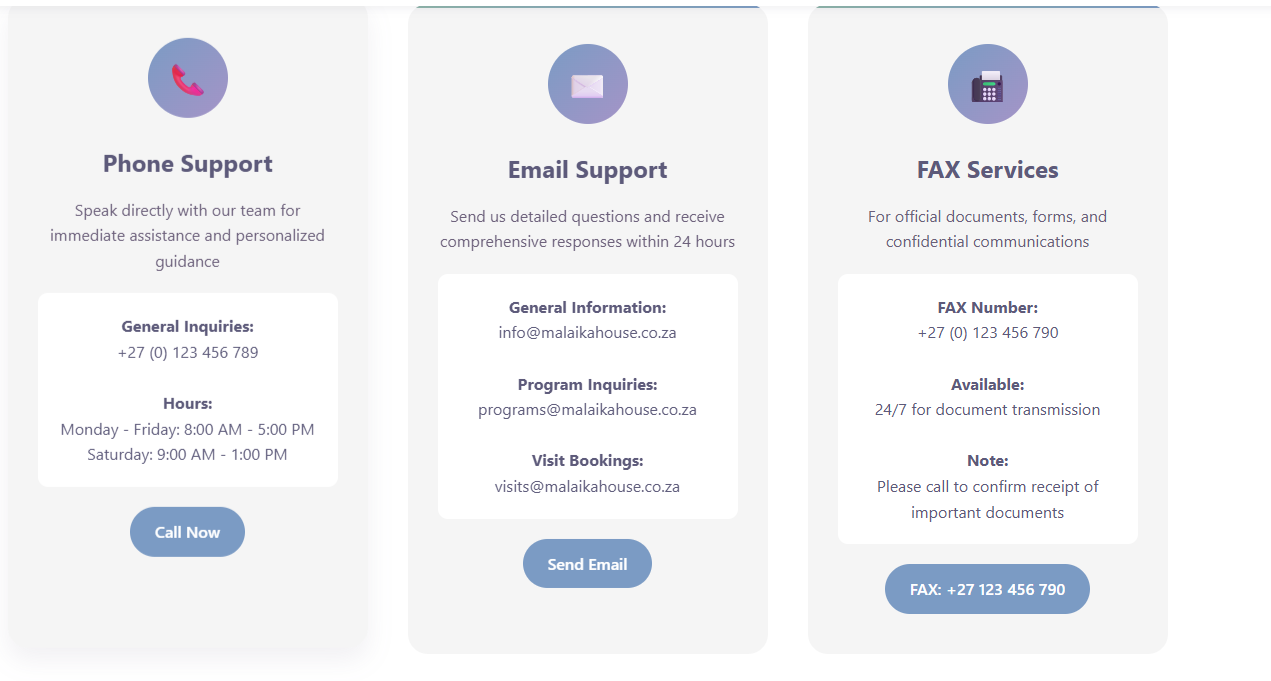 Phone Support
Speak directly with our team for
immediate assistance and personalized
guidance
General Inquiries:
+27 (0) 123 456 789
Hours:
Monday - Friday: 8:00 AM - 5:00 PM
Saturday: 9:00 AM - 1:00 PM
Call Now
Email Support
Send us detailed questions and receive
comprehensive responses within 24 hours
General Information:
info@malaikahouse.co.za
Program Inquiries:
programs@malaikahouse.co.za
Visit Bookings:
visits@malaikahouse.co.za
Send Email
FAX Services
For official documents, forms, and
confidential communications
FAX Number:
+27 (0) 123 456 790
Available:
24/7 for document transmission
Note:
Please call to confirm receipt of
important documents
FAX: +27 123 456 790